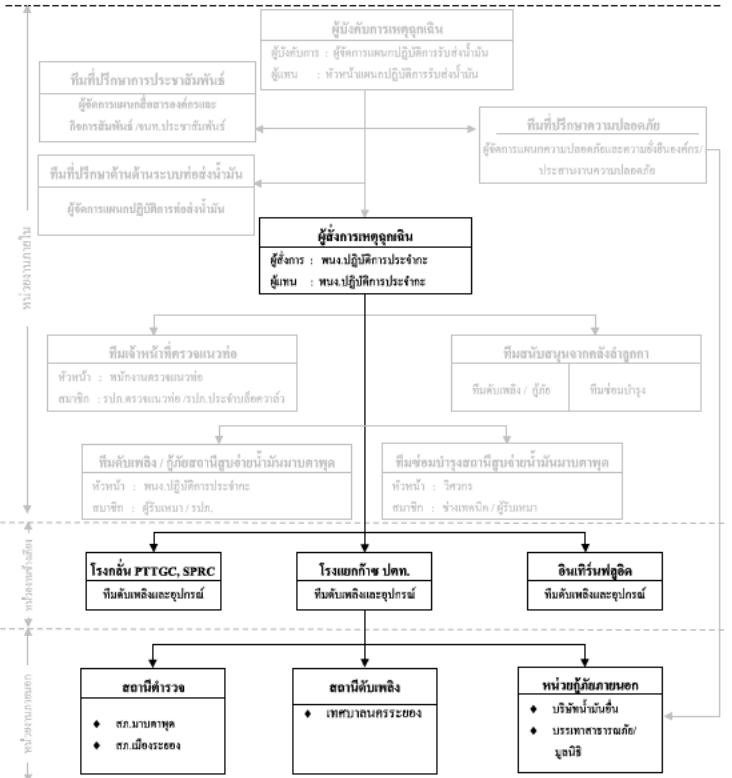 ผู้บังคับการเหตุฉุกเฉิน
ผู้บังคับการ : ผู้จัดการแผนกปฏิบัติการรับส่งน้ำมัน
ผู้แทน : หัวหน้าแผนกปฏิบัติการรับส่งน้ำมัน
ทีมที่ปรึกษาการประชาสัมพันธ์
ผู้จัดการแผนกสื่อสารองค์กรและ
กิจการสัมพันธ์ /จนท.ประชาสัมพันธ์
ทีมที่ปรึกษาความปลอดภัย
ผู้จัดการแผนกความปลอดภัยและความยั่งยืนองค์กร/
ประสานงานความปลอดภัย
ทีมที่ปรึกษาด้านด้านระบบท่อส่งน้ำมัน
ผู้จัดการแผนกปฏิบัติการท่อส่งน้ำมัน
หน่วยงานภายใน
ผู้สั่งการเหตุฉุกเฉิน
ผู้สั่งการ : พนง.ปฏิบัติการประจำกะ
ผู้แทน : พนง.ปฏิบัติการประจำกะ
ทีมเจ้าหน้าที่ตรวจแนวท่อ
หัวหน้า : พนักงานตรวจแนวท่อ
สมาชิก : รปภ.ตรวจแนวท่อ /รปภ.ประจำบล็อควาล์ว
ทีมสนับสนุนจากคลังลำลูกกา
ทีมดับเพลิง / กู้ภัย
ทีมซ่อมบำรุง
ทีมดับเพลิง / กู้ภัยสถานีสูบจ่ายน้ำมันมาบตาพุด
หัวหน้า : พนง.ปฏิบัติการประจำกะ
สมาชิก : ผู้รับเหมา / รปภ.
ทีมซ่อมบำรุงสถานีสูบจ่ายน้ำมันมาบตาพุด
หัวหน้า : วิศวกร
สมาชิก : ช่างเทคนิค / ผู้รับเหมา
หน่วยงานข้างเคียง
โรงกลั่น PTTGC, SPRC
ทีมดับเพลิงและอุปกรณ์
โรงแยกก๊าซ ปตท.
ทีมดับเพลิงและอุปกรณ์
อินเทิร์นฟลูอิด
ทีมดับเพลิงและอุปกรณ์
หน่วยงานภายนอก
สถานีตำรวจ
♦ สภ.มาบตาพุด
♦ สภ.เมืองระยอง
สถานีดับเพลิง
♦ เทศบาลนครระยอง
หน่วยกู้ภัยภายนอก
♦ บริษัทน้ำมันอื่น
♦ บรรเทาสาธารณภัย/
มูลนิธิ